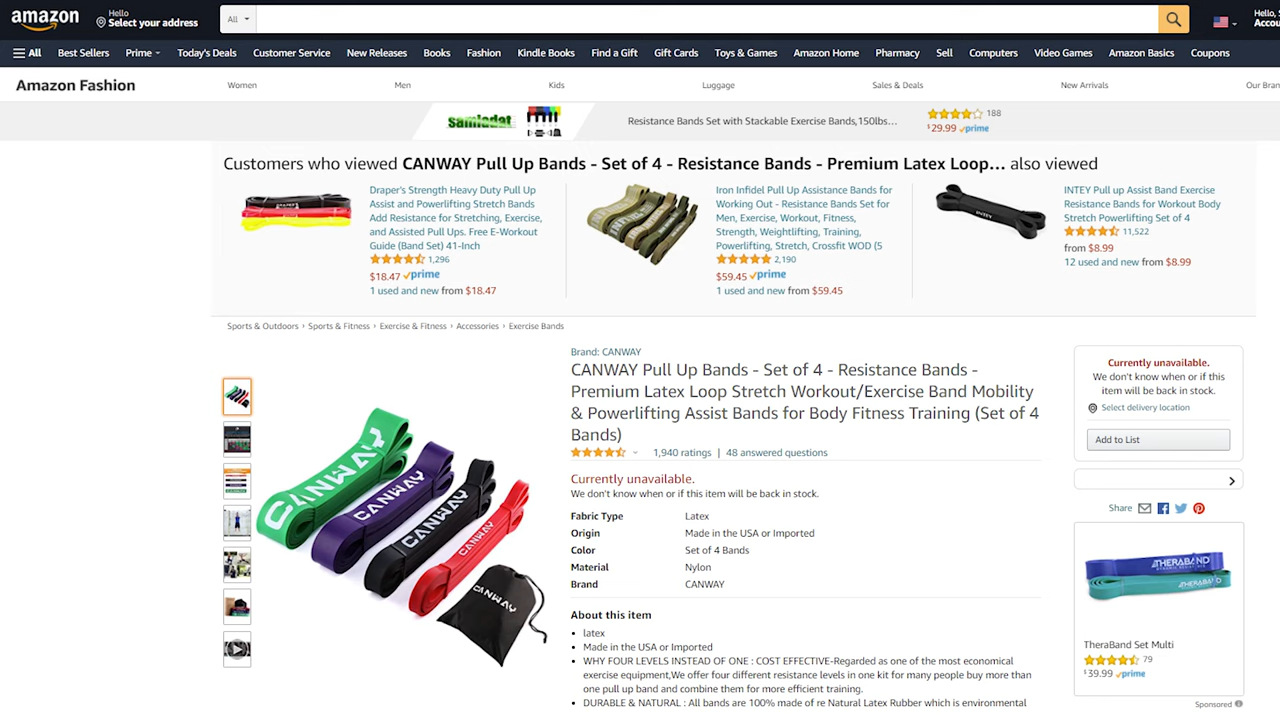 amazon
Hello
Select your address
All
Hello,
All
Best Sellers
Prime
Today's Deals
Customer Service
New Releases
Books
Fashion
Kindle Books
Find a Gift
Gift Cards
Toys & Games
Amazon Home
Pharmacy
Sell
Computers
Video Games
Amazon Basics
Coupons
Amazon Fashion
Women
Men
Kids
Luggage
Sales & Deals
New Arrivals
Our
Resistance Bands Set with Stackable Exercise Bands,150lbs...
188
$29.99 prime
Customers who viewed CANWAY Pull Up Bands - Set of 4 - Resistance Bands - Premium Latex Loop... also viewed
Draper's Strength Heavy Duty Pull Up
Assist and Powerlifting Stretch Bands
Add Resistance for Stretching, Exercise,
and Assisted Pull Ups. Free E-Workout
Guide (Band Set) 41-Inch
1,296
$18.47 prime
1 used and new from $18.47
Iron Infidel Pull Up Assistance Bands for
Working Out - Resistance Bands Set for
Men, Exercise, Workout, Fitness,
Strength, Weightlifting, Training,
Powerlifting, Stretch, Crossfit WOD (5
2,190
$59.45 prime
1 used and new from $59.45
INTEY
INTEY Pull up Assist Band Exercise
Resistance Bands for Workout Body
Stretch Powerlifting Set of 4
11,522
from $8.99
12 used and new from $8.99
Sports & Outdoors › Sports & Fitness › Exercise & Fitness › Accessories › Exercise Bands
CANWAY
CANWAY
CANWAY
CANWAY
CANWAY
Brand: CANWAY
CANWAY Pull Up Bands - Set of 4 - Resistance Bands -
Premium Latex Loop Stretch Workout/Exercise Band Mobility
& Powerlifting Assist Bands for Body Fitness Training (Set of 4
Bands)
1,940 ratings | 48 answered questions
Currently unavailable.
We don't know when or if this item will be back in stock.
Fabric Type Latex
Origin Made in the USA or Imported
Color Set of 4 Bands
Material Nylon
Brand CANWAY
About this item
• latex
• Made in the USA or Imported
• WHY FOUR LEVELS INSTEAD OF ONE : COST EFFECTIVE-Regarded as one of the most economical
exercise equipment,We offer four different resistance levels in one kit for many people buy more than
one pull up band and combine them for more efficient training.
• DURABLE & NATURAL : All bands are 100% made of re Natural Latex Rubber which is environmental
Currently unavailable.
We don't know when or if this
item will be back in stock.
Select delivery location
Add to List
Share
THERABAND
THERABAND
TheraBand Set Multi
79
$39.99 prime
Sponsored